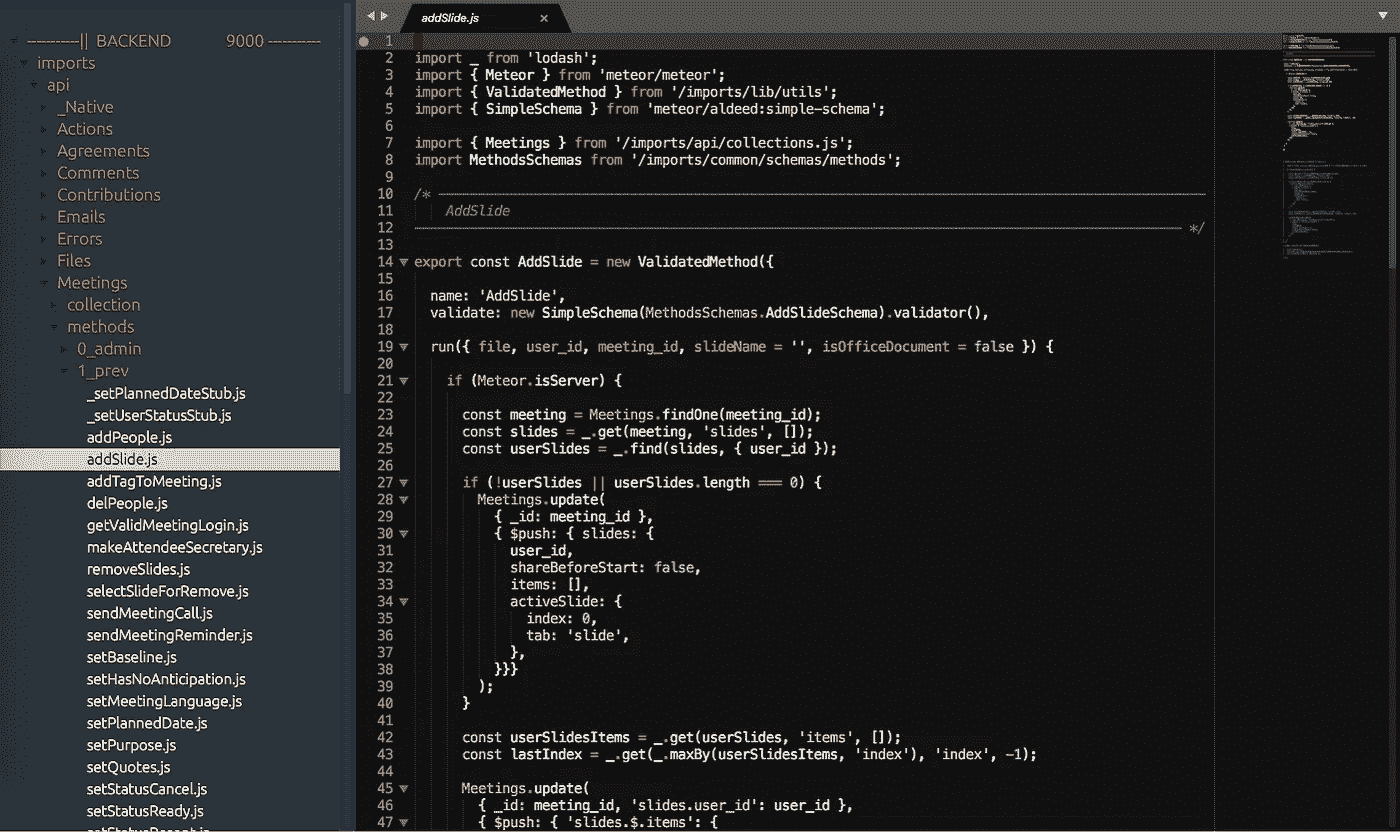 ----------|| BACKEND 9000 ----------
imports
api
_Native
Actions
Agreements
Comments
Contributions
Emails
Errors
Files
Meetings
collection
methods
0_admin
1_prev
_setPlannedDateStub.js
_setUserStatusStub.js
addPeople.js
addSlide.js
addTagToMeeting.js
delPeople.js
getValidMeetingLogin.js
makeAttendeeSecretary.js
removeSlides.js
selectSlideForRemove.js
sendMeetingCall.js
sendMeetingReminder.js
setBaseline.js
setHasNoAnticipation.js
setMeetingLanguage.js
setPlannedDate.js
setPurpose.js
setQuotes.js
setStatusCancel.js
setStatusReady.js
addSlide.js ×
1
2 import _ from 'lodash';
3 import { Meteor } from 'meteor/meteor';
4 import { ValidatedMethod } from '/imports/lib/utils';
5 import { SimpleSchema } from 'meteor/aldeed:simple-schema';
6
7 import { Meetings } from '/imports/api/collections.js';
8 import MethodsSchemas from '/imports/common/schemas/methods';
9
10 /* ----------
11 AddSlide
12 ---------- */
13
14 export const AddSlide = new ValidatedMethod({
15
16 name: 'AddSlide',
17 validate: new SimpleSchema(MethodsSchemas.AddSlideSchema).validator(),
18
19 run({ file, user_id, meeting_id, slideName = '', isOfficeDocument = false }) {
20
21 if (Meteor.isServer) {
22
23 const meeting = Meetings.findOne(meeting_id);
24 const slides = _.get(meeting, 'slides', []);
25 const userSlides = _.find(slides, { user_id });
26
27 if (!userSlides || userSlides.length === 0) {
28 Meetings.update(
29 { _id: meeting_id },
30 { $push: { slides: {
31 user_id,
32 shareBeforeStart: false,
33 items: [],
34 activeSlide: {
35 index: 0,
36 tab: 'slide',
37 },
38 }}}
39 );
40 }
41
42 const userSlidesItems = _.get(userSlides, 'items', []);
43 const lastIndex = _.get(_.maxBy(userSlidesItems, 'index'), 'index', -1);
44
45 Meetings.update(
46 { _id: meeting_id, 'slides.user_id': user_id },
47 { $push: { 'slides.$.items': {